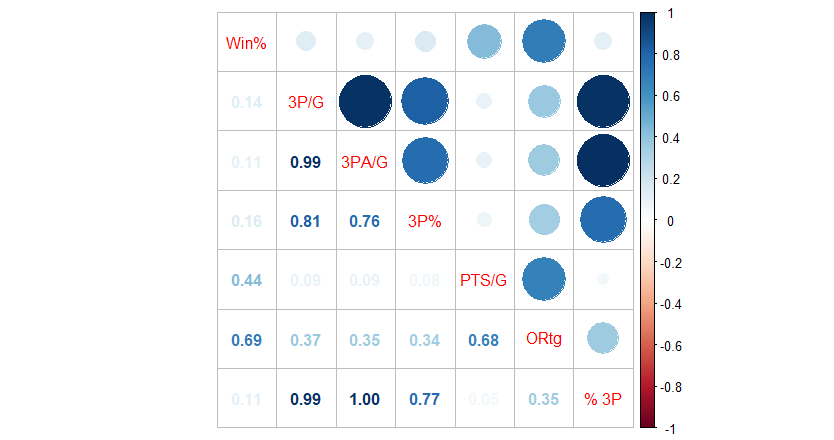 Win%
0.14 3P/G
0.11 0.99 3PA/G
0.16 0.81 0.76 3P%
0.44 0.09 0.09 0.08 PTS/G
0.69 0.37 0.35 0.34 0.68 ORtg
0.11 0.99 1.00 0.77 0.05 0.35 % 3P
1
0.8
0.6
0.4
0.2
0
-0.2
-0.4
-0.6
-0.8
-1